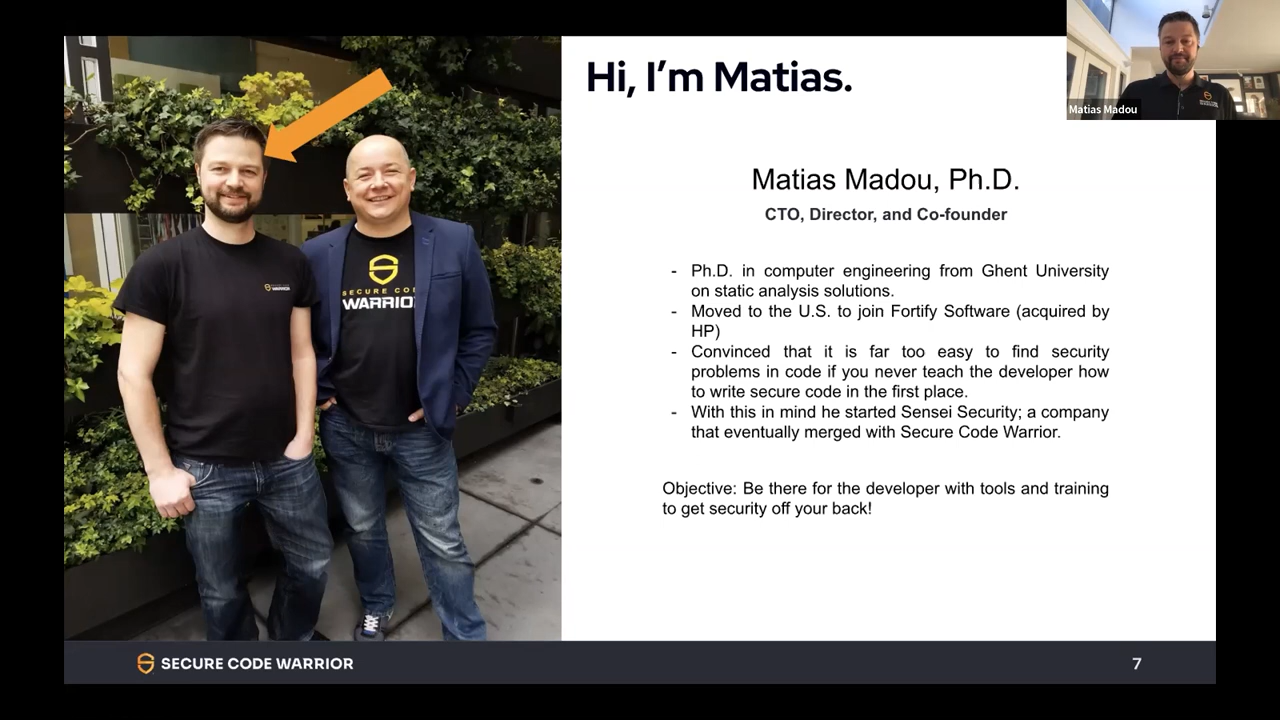 Hi, I’m Matias.
Matias Madou
Matias Madou, Ph.D.
CTO, Director, and Co-founder
- Ph.D. in computer engineering from Ghent University
on static analysis solutions.
- Moved to the U.S. to join Fortify Software (acquired by
HP)
- Convinced that it is far too easy to find security
problems in code if you never teach the developer how
to write secure code in the first place.
- With this in mind he started Sensei Security; a company
that eventually merged with Secure Code Warrior.
Objective: Be there for the developer with tools and training
to get security off your back!
SECURE COD
WARRIO
WARRIOR
SECURE CODE WARRIOR
7